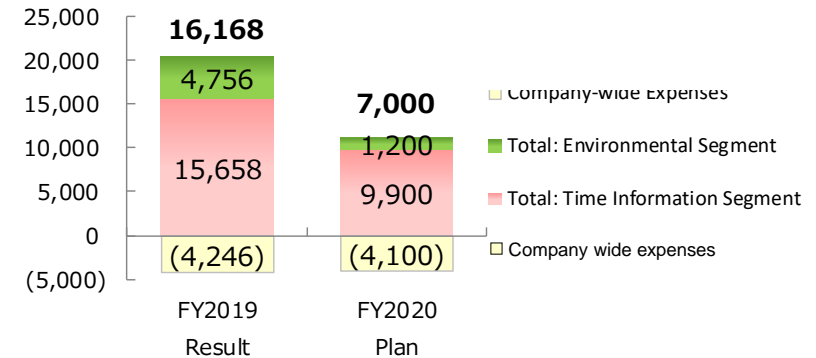 25,000
20,000
15,000
10,000
5,000
0
(5,000)
16,168
4,756
15,658
(4,246)
7,000
1,200
9,900
(4,100)
FY2019
Result
FY2020
Plan
Company-wide Expenses
Total: Environmental Segment
Total: Time Information Segment
Company wide expenses